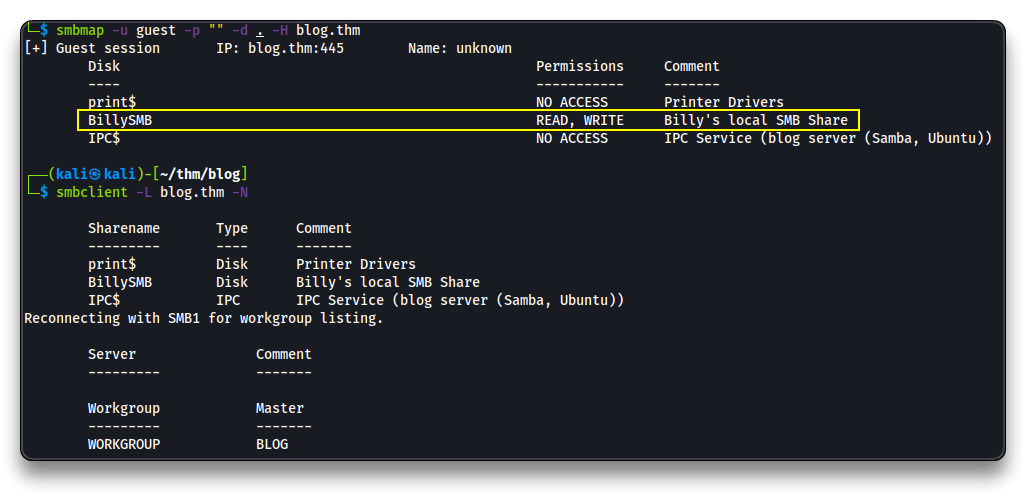 └─$ smbmap -u guest -p "" -d . -H blog.thm
[+] Guest session       IP: blog.thm:445        Name: unknown
        Disk                                                    Permissions     Comment
        ----                                                    -----------     -------
        print$                                                  NO ACCESS       Printer Drivers
        BillySMB                                                READ, WRITE     Billy's local SMB Share
        IPC$                                                    NO ACCESS       IPC Service (blog server (Samba, Ubuntu))
┌──(kali㉿kali)-[~/thm/blog]
└─$ smbclient -L blog.thm -N
        Sharename       Type      Comment
        ---------       ----      -------
        print$          Disk      Printer Drivers
        BillySMB        Disk      Billy's local SMB Share
        IPC$            IPC       IPC Service (blog server (Samba, Ubuntu))
Reconnecting with SMB1 for workgroup listing.
        Server               Comment
        ---------            -------
        Workgroup            Master
        ---------            -------
        WORKGROUP            BLOG